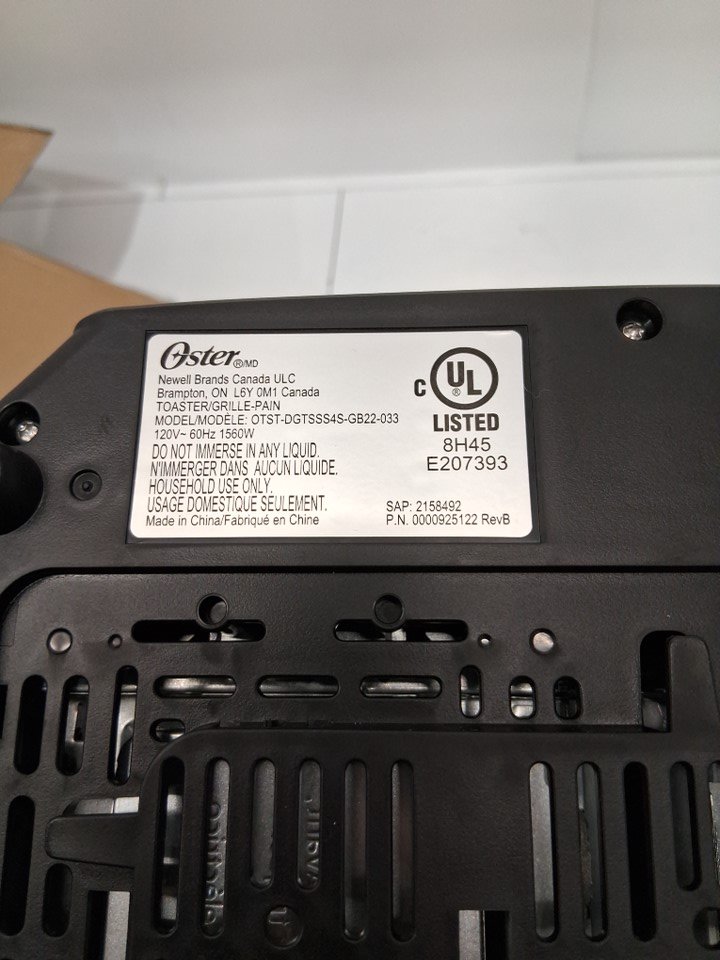 Oster®/MD
Newell Brands Canada ULC
Brampton, ON L6Y 0M1 Canada
TOASTER/GRILLE-PAIN
MODEL/MODÈLE: OTST-DGTSSS4S-GB22-033
120V~ 60Hz 1560W
DO NOT IMMERSE IN ANY LIQUID.
N'IMMERGER DANS AUCUN LIQUIDE.
HOUSEHOLD USE ONLY.
USAGE DOMESTIQUE SEULEMENT.
Made in China/Fabriqué en Chine
C UL ®
LISTED
8H45
E207393
SAP: 2158492
P.N. 0000925122 RevB